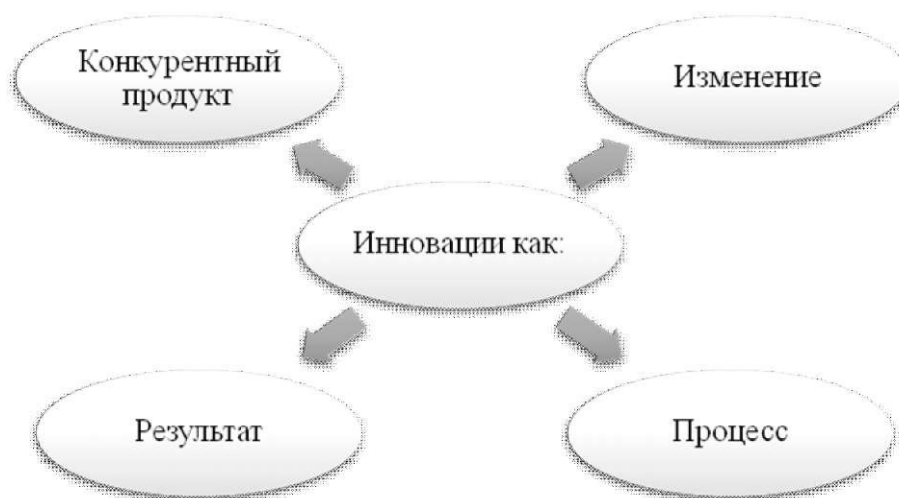 Конкурентный
продукт
Изменение
Инновации как:
Результат
Процесс